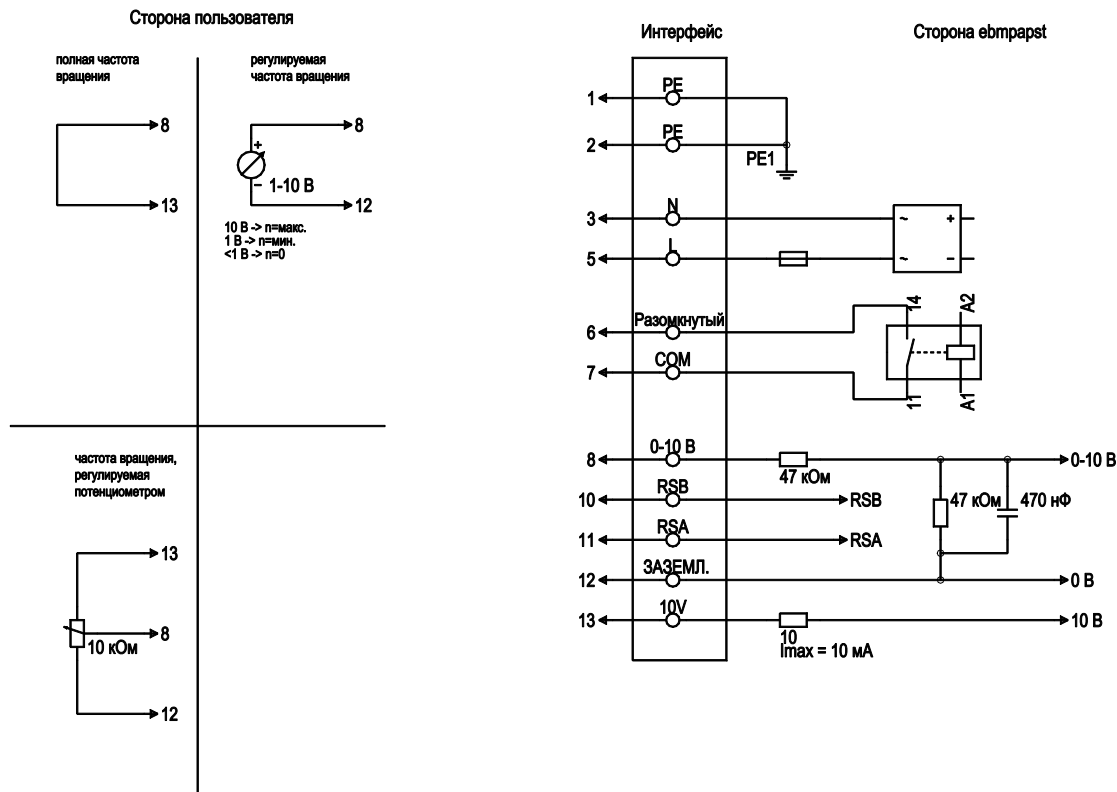 Сторона пользователя
полная частота
вращения
8
13
регулируемая
частота вращения
8
+
−
1-10 В
12
10 В -> n=макс.
1 В -> n=мин.
<1 В -> n=0
частота вращения,
регулируемая
потенциометром
13
8
10 кОм
12
Интерфейс
Сторона ebmpapst
1
PE
2
PE
PE1
3
N
~ +
5
L
~ −
6
Разомкнутый
14
A2
7
COM
11
A1
8
0-10 В
47 кОм
0-10 В
10
RSB
RSB
47 кОм
470 нФ
11
RSA
RSA
12
ЗАЗЕМЛ.
0 В
13
10V
10
Imax = 10 мА
10 В